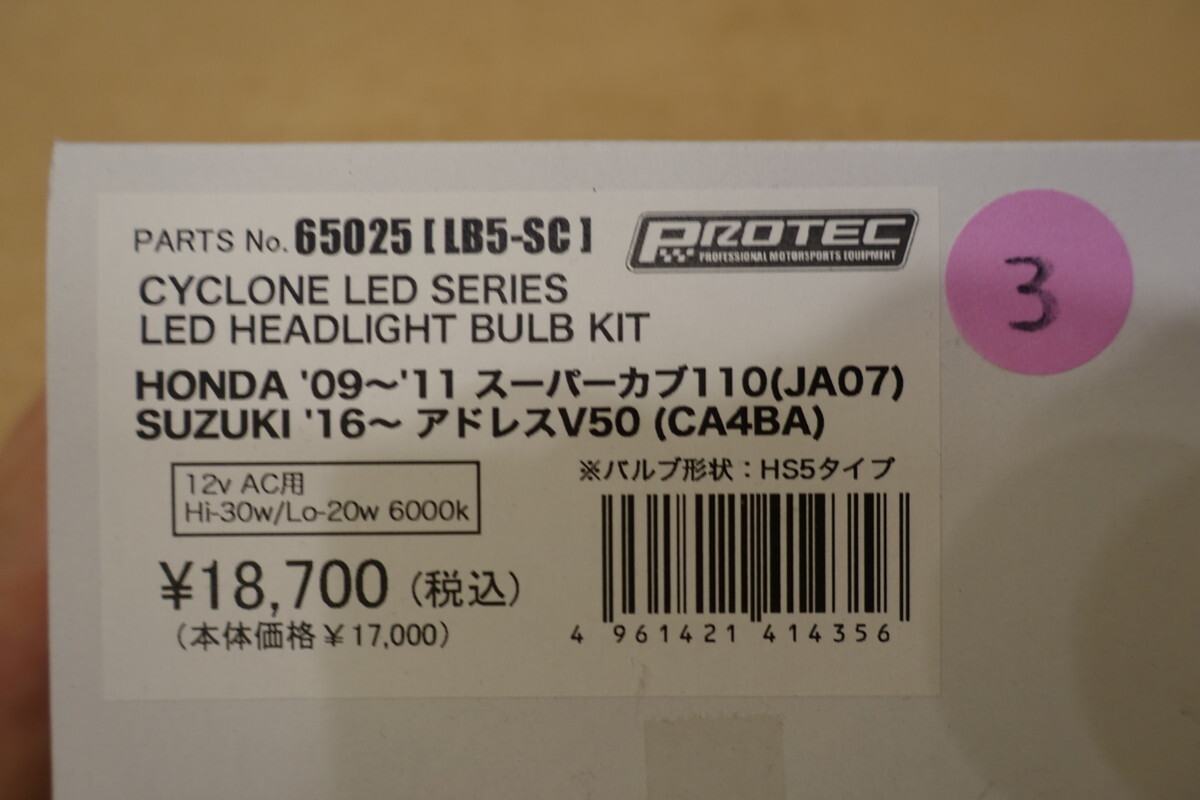 PARTS No. 65025 [LB5-SC]
PROTEC
PROFESSIONAL MOTORSPORTS EQUIPMENT
CYCLONE LED SERIES
LED HEADLIGHT BULB KIT
HONDA '09〜'11 スーパーカブ110(JA07)
SUZUKI '16〜 アドレスV50 (CA4BA)
12v AC用
Hi-30w/Lo-20w 6000k
※バルブ形状：HS5タイプ
¥18,700（税込）
（本体価格¥17,000）
4 961421 414356
3